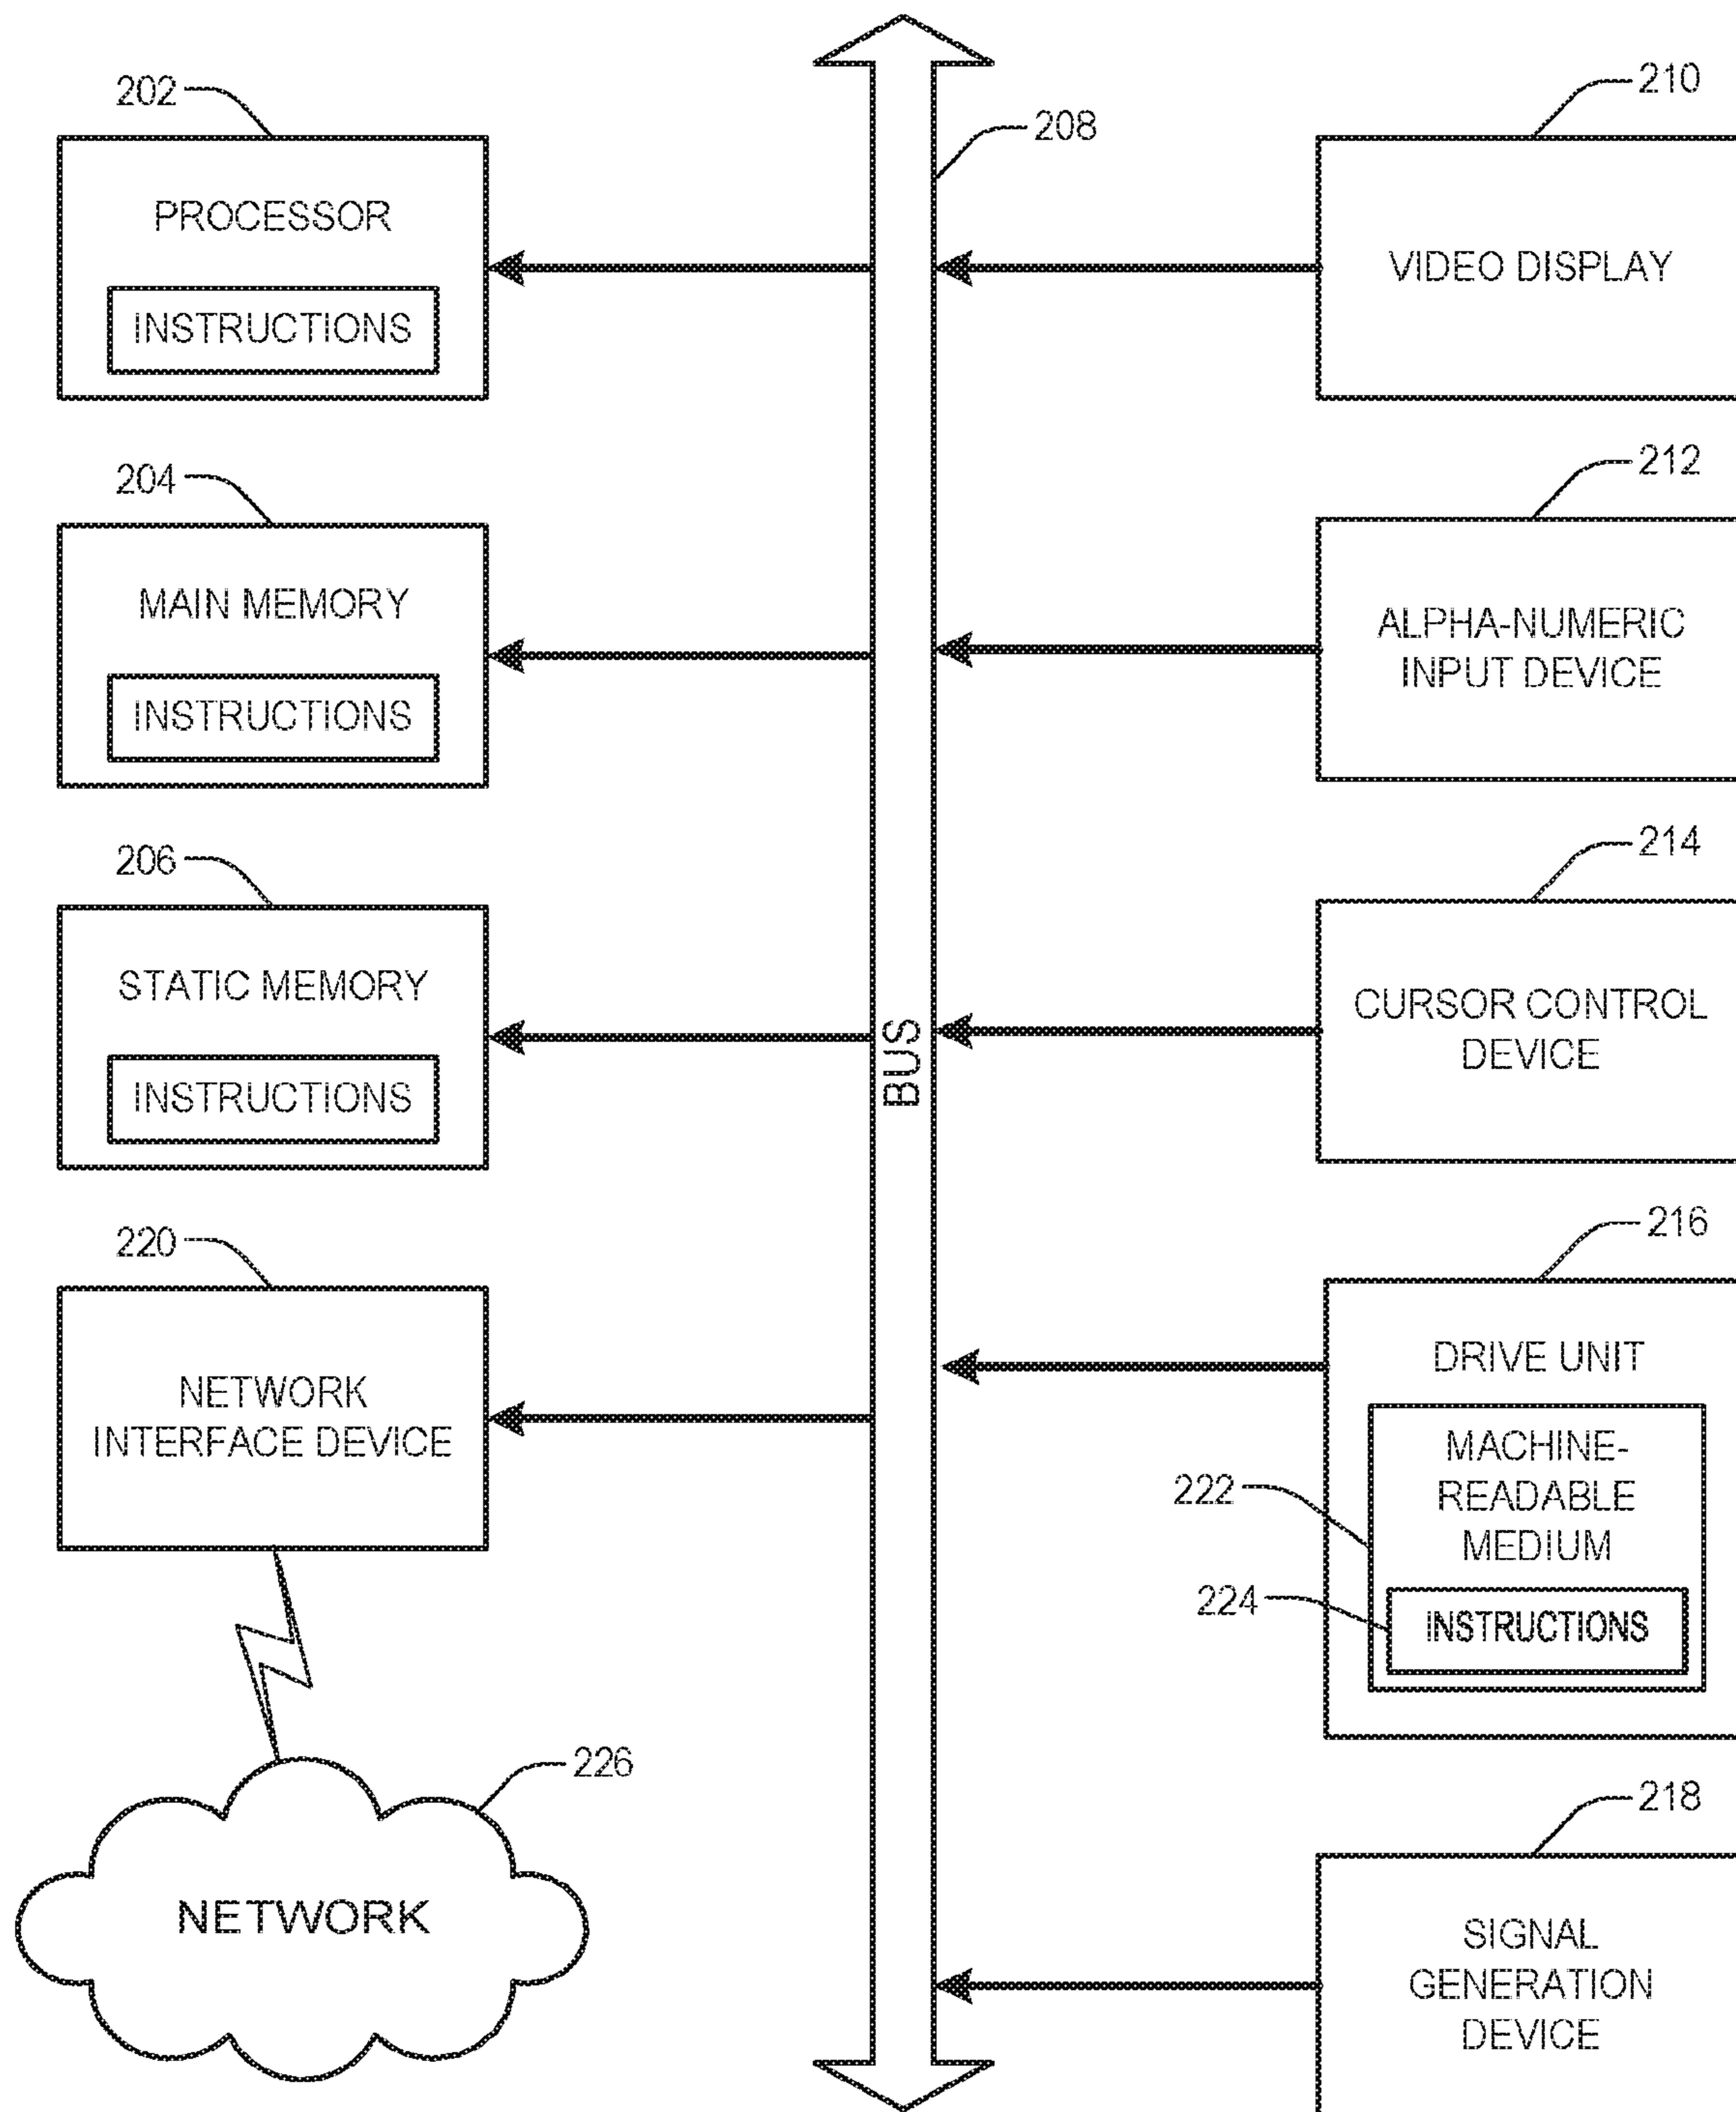 202
PROCESSOR
INSTRUCTIONS
204
MAIN MEMORY
INSTRUCTIONS
206
STATIC MEMORY
INSTRUCTIONS
220
NETWORK
INTERFACE DEVICE
226
NETWORK
208
BUS
210
VIDEO DISPLAY
212
ALPHA-NUMERIC
INPUT DEVICE
214
CURSOR CONTROL
DEVICE
216
DRIVE UNIT
222
MACHINE-
READABLE
MEDIUM
224
INSTRUCTIONS
218
SIGNAL
GENERATION
DEVICE